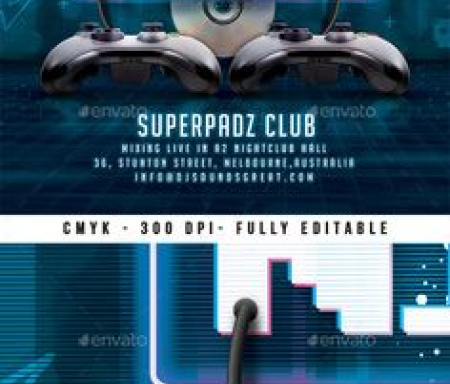 envato
envato
SUPERPADZ CLUB
MIXING LIVE IN A2 NIGHTCLUB HALL
36, STUNTON STREET, MELBOURNE,AUSTRALIA
INFO@DJSOUNDSGREAT.COM
CMYK - 300 DPI- FULLY EDITABLE
envato
envato